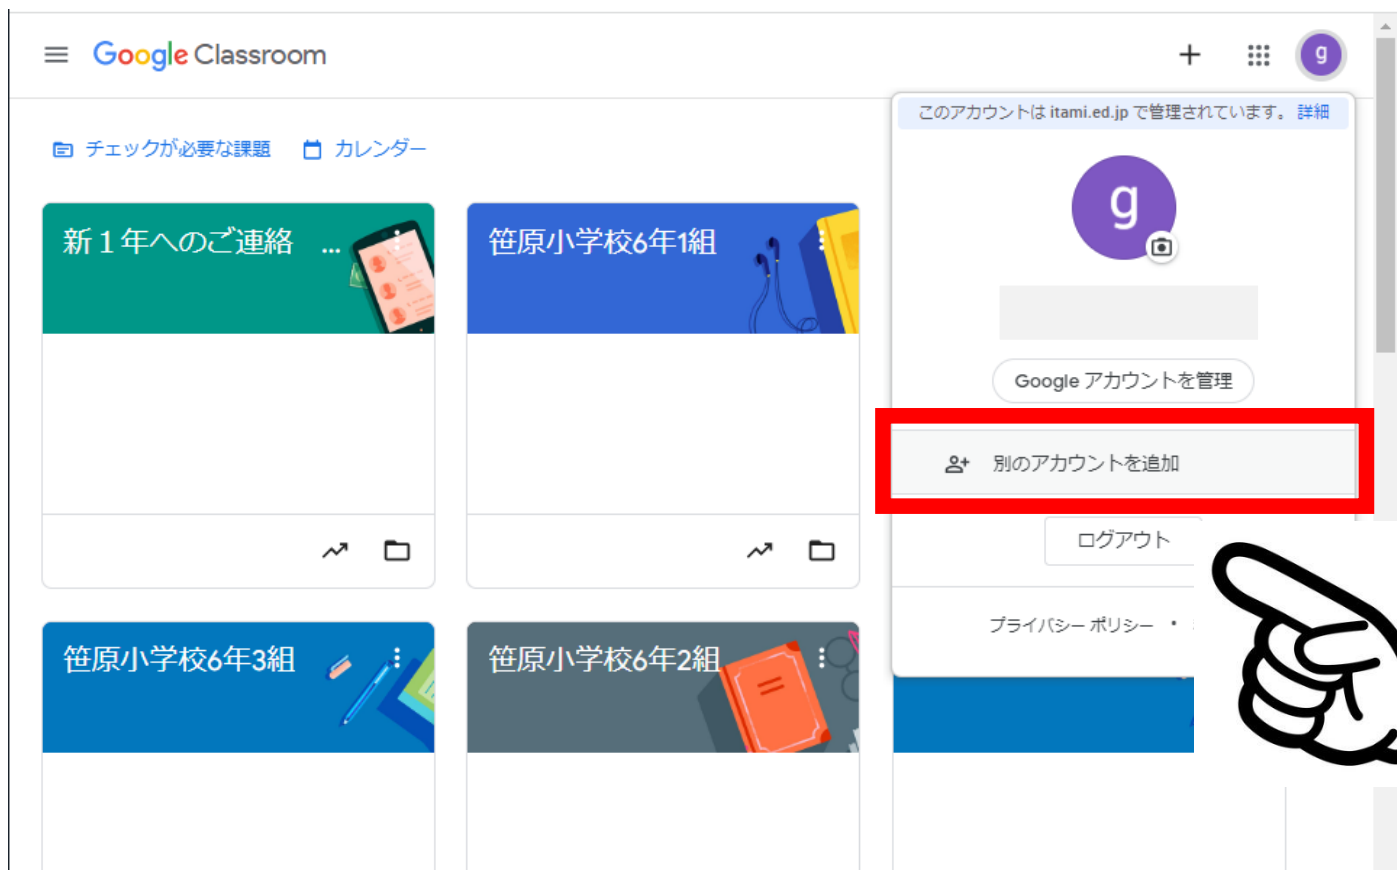 Google Classroom
g
このアカウントは itami.ed.jp で管理されています。 詳細
チェックが必要な課題
カレンダー
g
新１年へのご連絡 ...
笹原小学校6年1組
Google アカウントを管理
別のアカウントを追加
ログアウト
プライバシー ポリシー ・
笹原小学校6年3組
笹原小学校6年2組